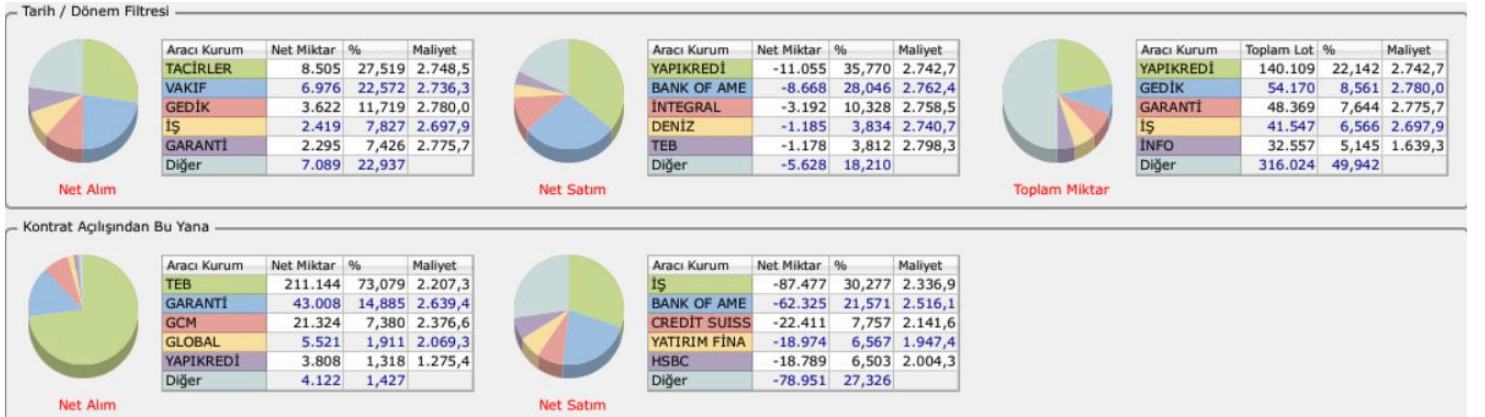 Tarih / Dönem Filtresi
Aracı Kurum Net Miktar % Maliyet
TACİRLER 8.505 27,519 2.748,5
VAKIF 6.976 22,572 2.736,3
GEDİK 3.622 11,719 2.780,0
İŞ 2.419 7,827 2.697,9
GARANTİ 2.295 7,426 2.775,7
Diğer 7.089 22,937
Net Alım
Aracı Kurum Net Miktar % Maliyet
YAPIKREDİ -11.055 35,770 2.742,7
BANK OF AME -8.668 28,046 2.762,4
İNTEGRAL -3.192 10,328 2.758,5
DENİZ -1.185 3,834 2.740,7
TEB -1.178 3,812 2.798,3
Diğer -5.628 18,210
Net Satım
Aracı Kurum Toplam Lot % Maliyet
YAPIKREDİ 140.109 22,142 2.742,7
GEDİK 54.170 8,561 2.780,0
GARANTİ 48.369 7,644 2.775,7
İŞ 41.547 6,566 2.697,9
İNFO 32.557 5,145 1.639,3
Diğer 316.024 49,942
Toplam Miktar
Kontrat Açılışından Bu Yana
Aracı Kurum Net Miktar % Maliyet
TEB 211.144 73,079 2.207,3
GARANTİ 43.008 14,885 2.639,4
GCM 21.324 7,380 2.376,6
GLOBAL 5.521 1,911 2.069,3
YAPIKREDİ 3.808 1,318 1.275,4
Diğer 4.122 1,427
Net Alım
Aracı Kurum Net Miktar % Maliyet
İŞ -87.477 30,277 2.336,9
BANK OF AME -62.325 21,571 2.516,1
CREDİT SUISS -22.411 7,757 2.141,6
YATIRIM FİNA -18.974 6,567 1.947,4
HSBC -18.789 6,503 2.004,3
Diğer -78.951 27,326
Net Satım